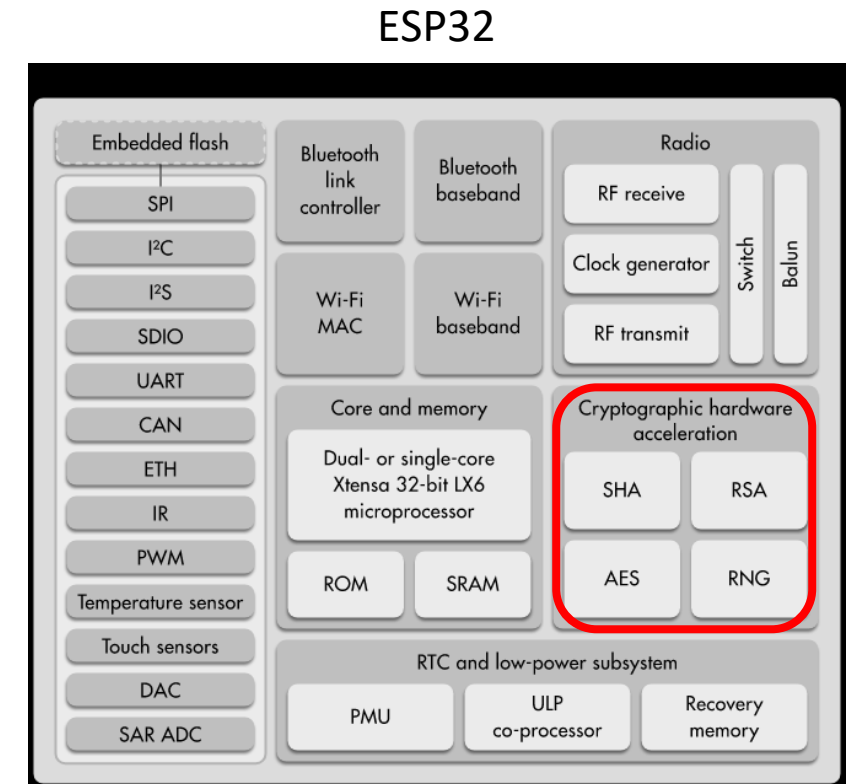 ESP32
Embedded flash
SPI
I²C
I²S
SDIO
UART
CAN
ETH
IR
PWM
Temperature sensor
Touch sensors
DAC
SAR ADC
Bluetooth
link
controller
Bluetooth
baseband
Wi-Fi
MAC
Wi-Fi
baseband
Radio
RF receive
Clock generator
RF transmit
Switch
Balun
Core and memory
Dual- or single-core
Xtensa 32-bit LX6
microprocessor
ROM
SRAM
Cryptographic hardware
acceleration
SHA
RSA
AES
RNG
RTC and low-power subsystem
PMU
ULP
co-processor
Recovery
memory